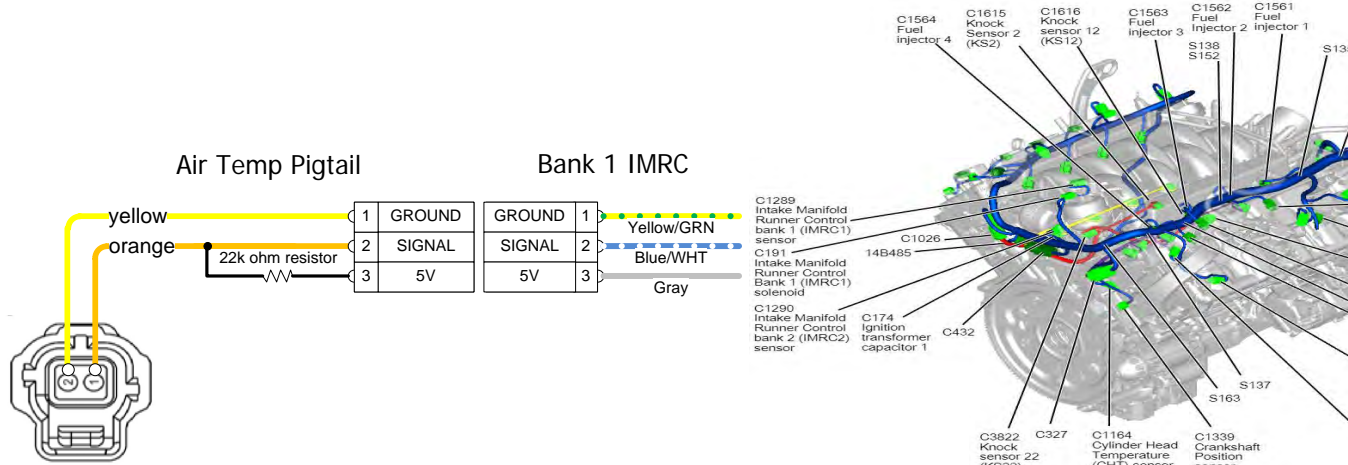 Air Temp Pigtail
Bank 1 IMRC
yellow
orange
22k ohm resistor
1 GROUND
2 SIGNAL
3 5V
GROUND 1
SIGNAL 2
5V 3
Yellow/GRN
Blue/WHT
Gray
2 1
C1564
Fuel
injector 4
C1615
Knock
Sensor 2
(KS2)
C1616
Knock
sensor 12
(KS12)
C1563
Fuel
injector 3
C1562
Fuel
Injector 2
C1561
Fuel
injector 1
S138
S152
C1289
Intake Manifold
Runner Control
bank 1 (IMRC1)
sensor
C191
Intake Manifold
Runner Control
Bank 1 (IMRC1)
solenoid
C1290
Intake Manifold
Runner Control
bank 2 (IMRC2)
sensor
C1026
14B485
C174
Ignition
transformer
capacitor 1
C432
C3822
Knock
sensor 22
C327
C1164
Cylinder Head
Temperature
(CHT) sensor
C1339
Crankshaft
Position
S163
S137